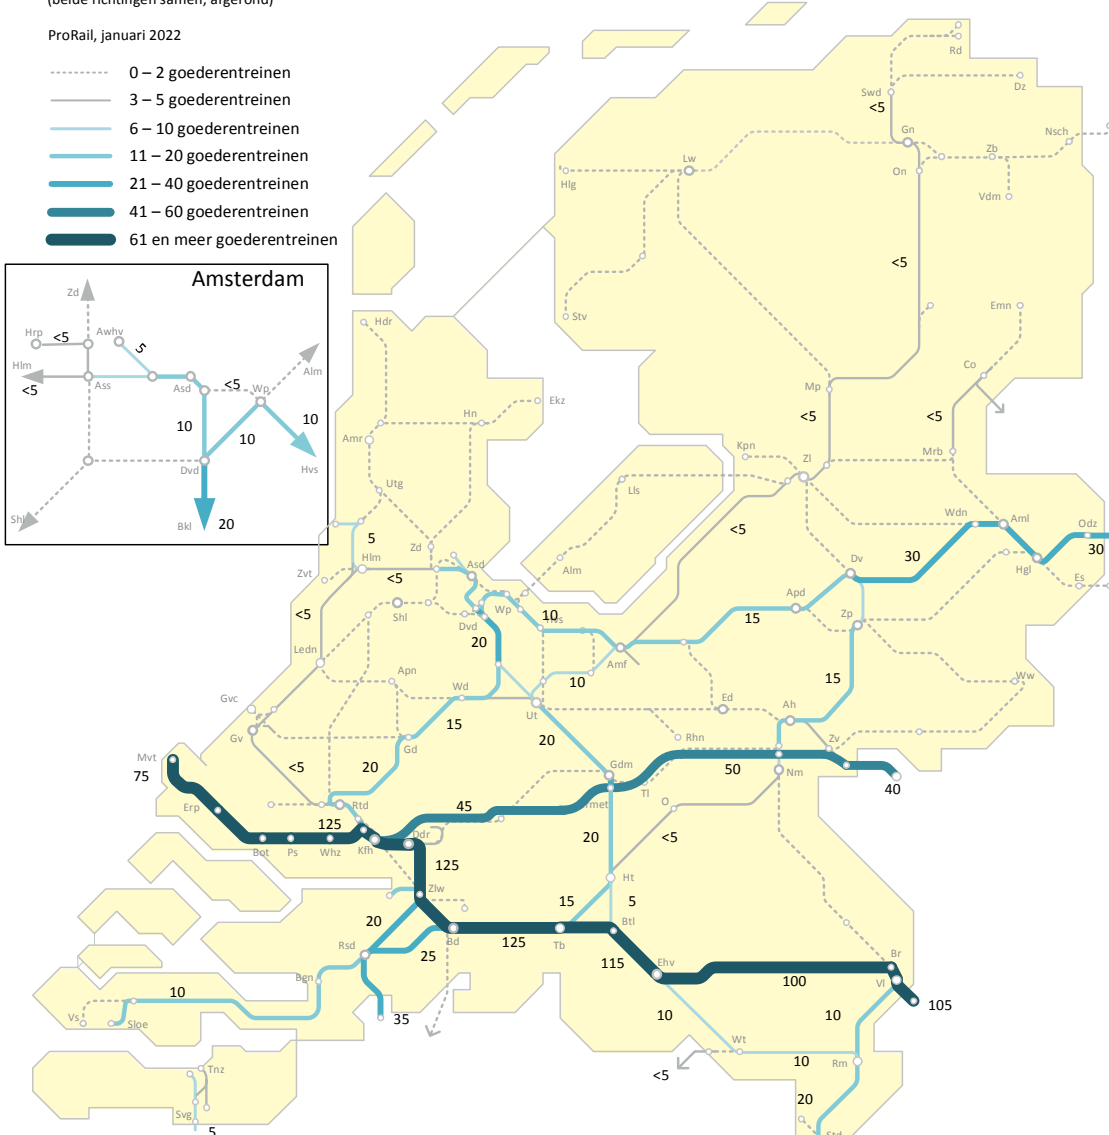 (beide richtingen samen, afgerond)
ProRail, januari 2022
0 – 2 goederentreinen
3 – 5 goederentreinen
6 – 10 goederentreinen
11 – 20 goederentreinen
21 – 40 goederentreinen
41 – 60 goederentreinen
61 en meer goederentreinen
Amsterdam
Zd
Hrp
<5
Awhv
5
Hlm
<5
Ass
Asd
<5
Wp
Alm
10
10
10
Hvs
Dvd
Shl
Bkl
20
Rd
Swd
<5
Dz
Gn
Nsch
Zb
On
Vdm
Lw
Hlg
<5
Stv
Emn
Hdr
Co
Mp
<5
<5
Ekz
Hn
Amr
Kpn
Zl
Mrb
Utg
Lls
<5
Wdn
Aml
Odz
30
5
Zd
Hlm
<5
Zvt
Asd
Alm
Dv
30
Hgl
Es
<5
Shl
Dvd
Wp
10
Hvs
Apd
15
Zp
20
Ledn
Amf
10
Apn
Wd
15
Gvc
Gv
Ut
20
Ed
Ah
15
Ww
Zv
Rhn
Gd
Mvt
75
<5
20
Gdm
50
Nm
40
Erp
Rtd
45
Tl
O
<5
125
Bot
Ps
Whz
Kfh
Ddr
125
20
Ht
Zlw
15
5
20
Btl
Rsd
25
Bd
125
Tb
115
Ehv
100
Br
Vl
105
Bgn
10
Vs
Sloe
35
10
10
Wt
10
Rm
<5
20
Tnz
Svg
5
Std